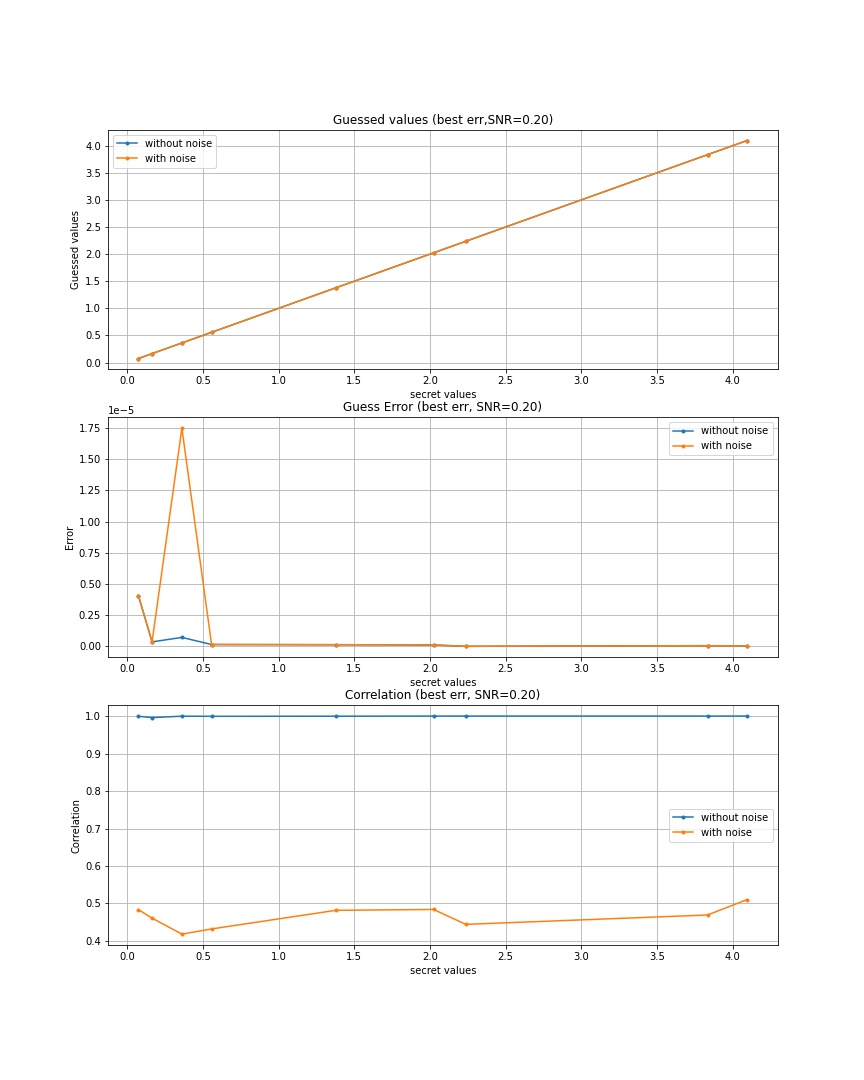 Guessed values (best err,SNR=0.20)
without noise
with noise
4.0
3.5
3.0
2.5
2.0
1.5
1.0
0.5
0.0
Guessed values
0.0 0.5 1.0 1.5 2.0 2.5 3.0 3.5 4.0
secret values
1e−5
Guess Error (best err, SNR=0.20)
without noise
with noise
1.75
1.50
1.25
1.00
0.75
0.50
0.25
0.00
Error
0.0 0.5 1.0 1.5 2.0 2.5 3.0 3.5 4.0
secret values
Correlation (best err, SNR=0.20)
1.0
0.9
0.8
0.7
0.6
0.5
0.4
Correlation
without noise
with noise
0.0 0.5 1.0 1.5 2.0 2.5 3.0 3.5 4.0
secret values